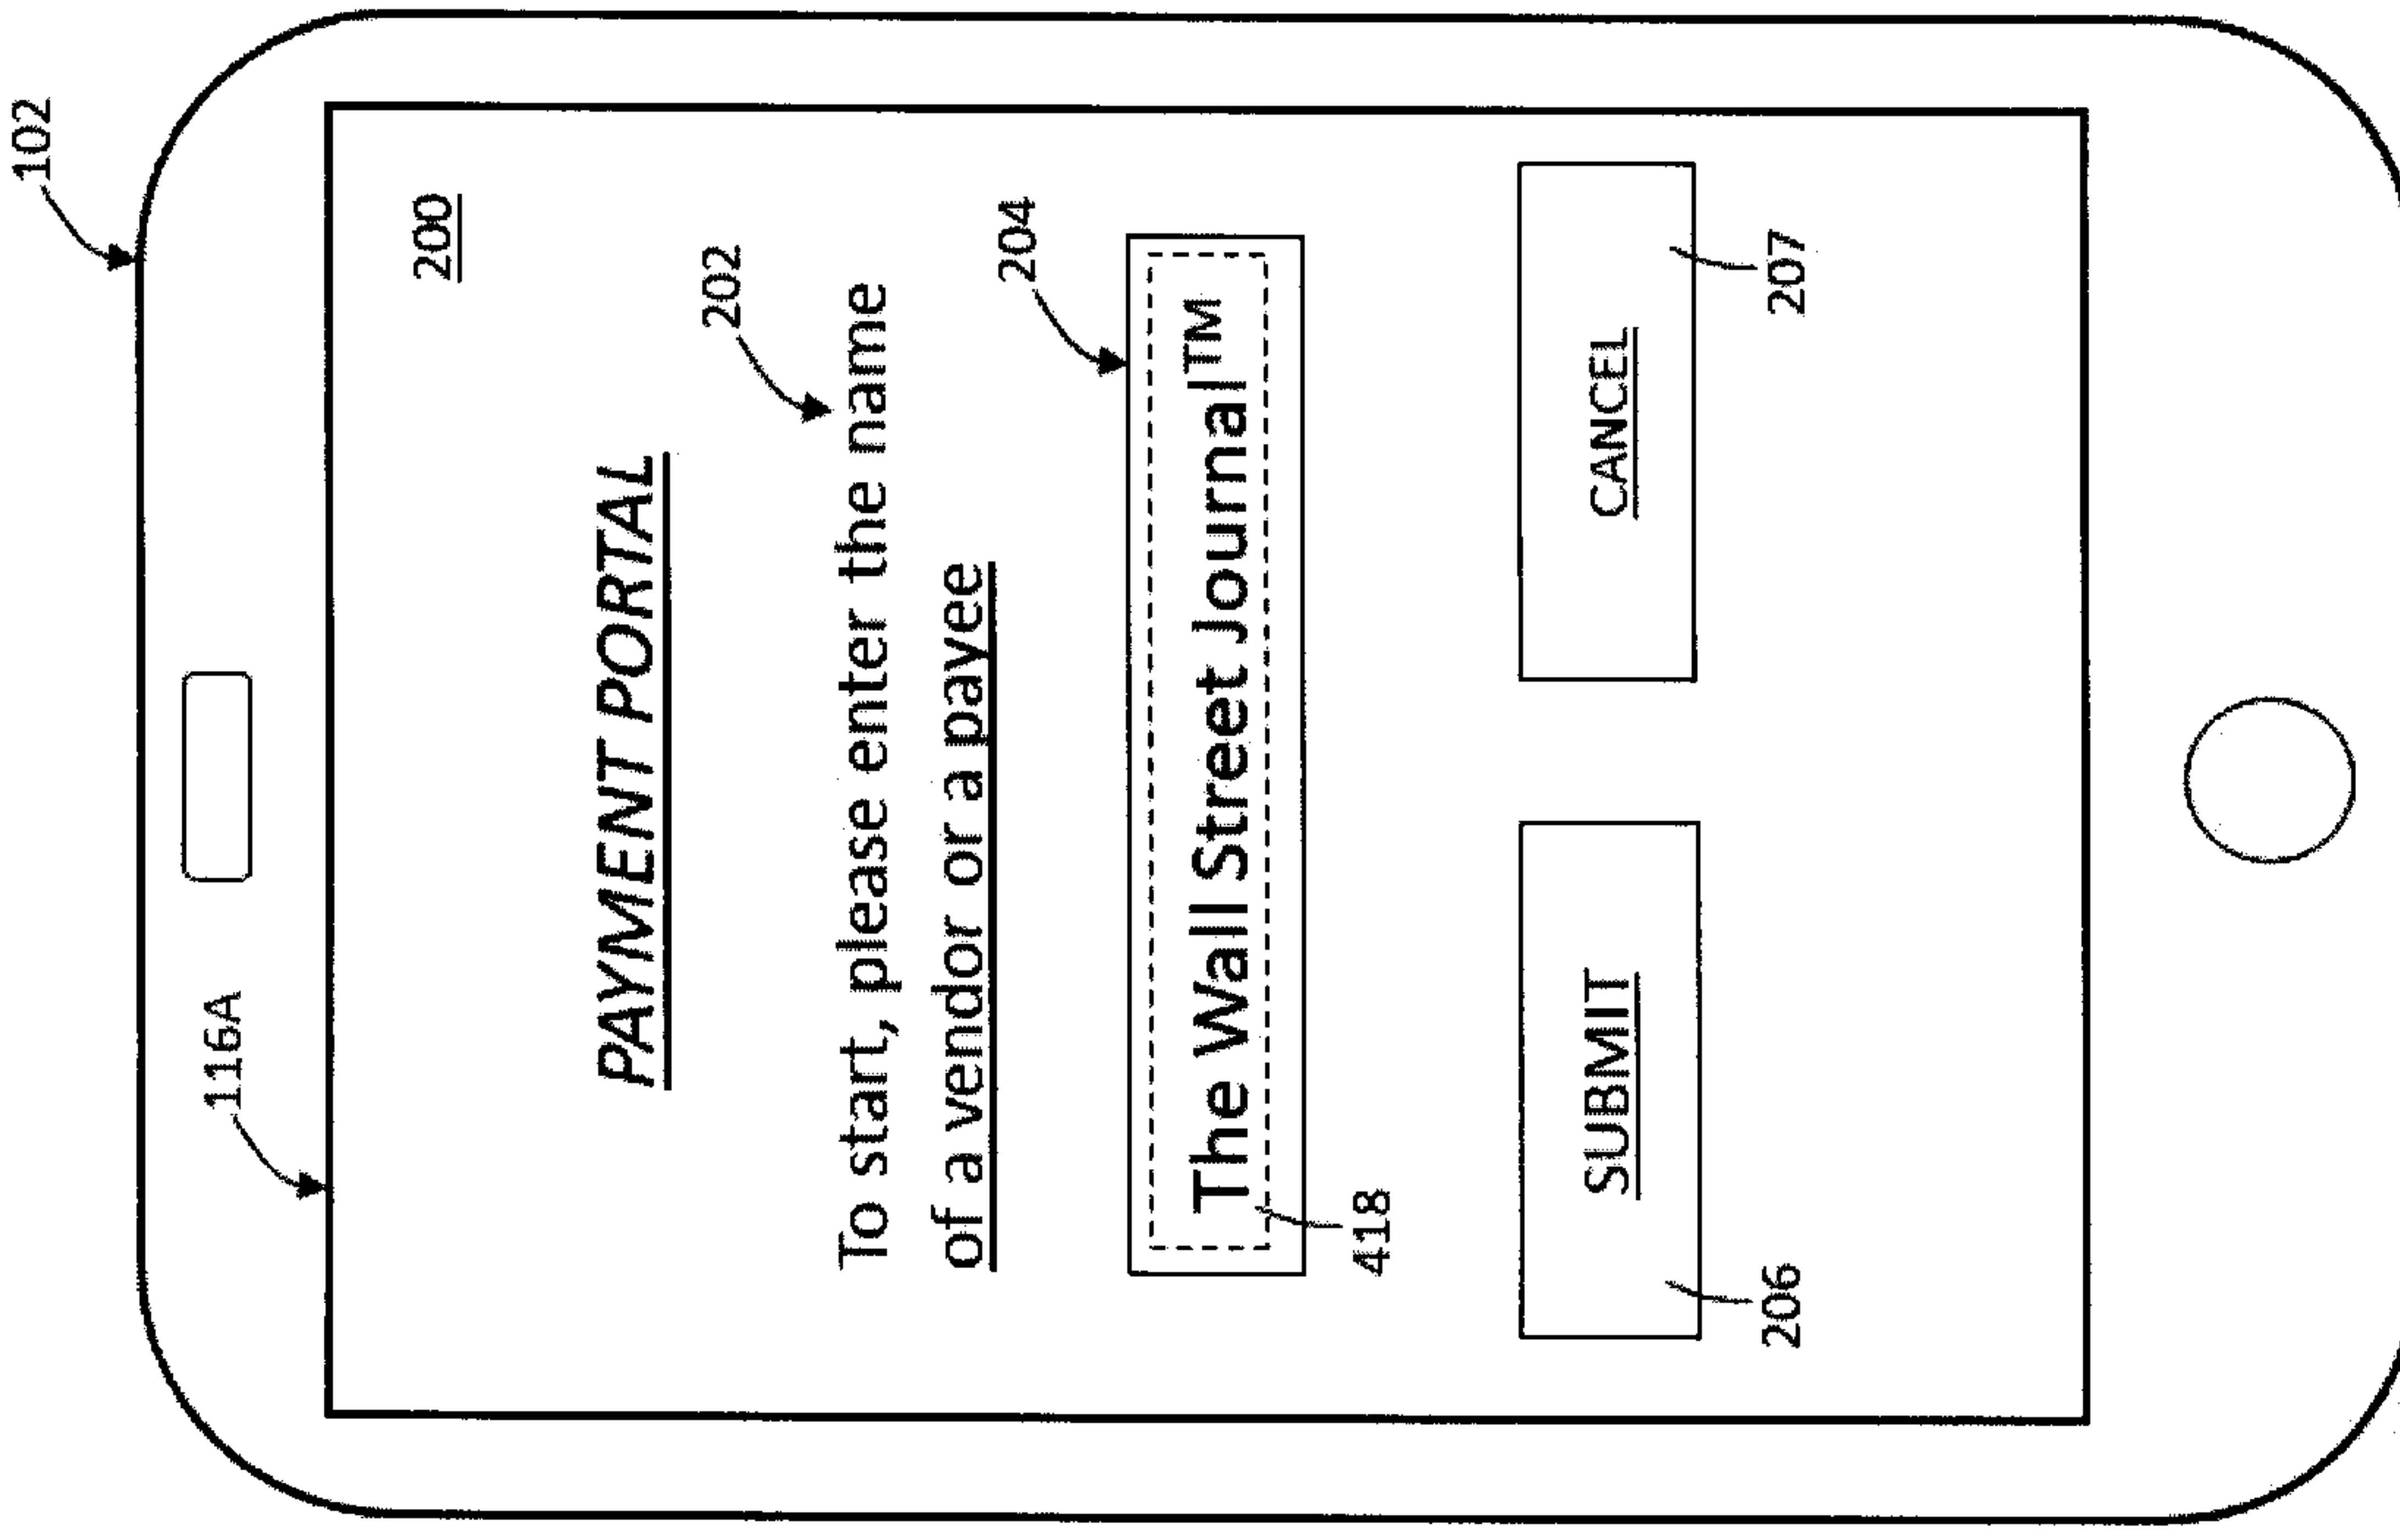 102
116A
200
PAYMENT PORTAL
202
To start, please enter the name
of a vendor or a payee
204
The Wall Street Journal™
418
SUBMIT
CANCEL
206
207